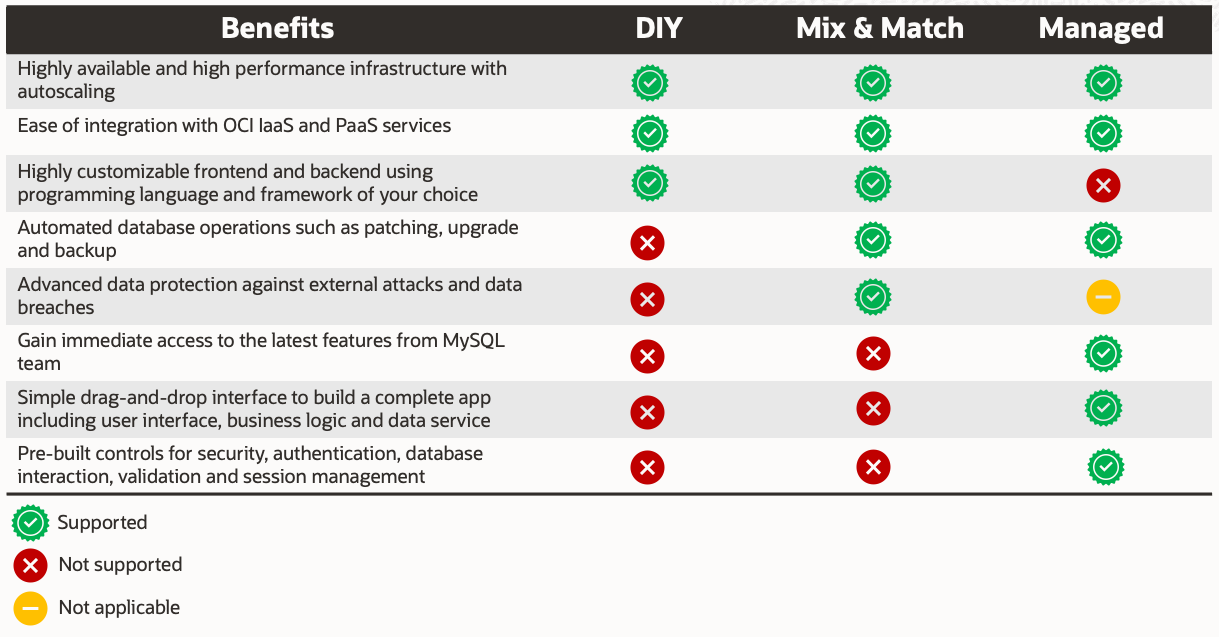 Benefits DIY Mix & Match Managed
Highly available and high performance infrastructure with
autoscaling
Ease of integration with OCI IaaS and PaaS services
Highly customizable frontend and backend using
programming language and framework of your choice
Automated database operations such as patching, upgrade
and backup
Advanced data protection against external attacks and data
breaches
Gain immediate access to the latest features from MySQL
team
Simple drag-and-drop interface to build a complete app
including user interface, business logic and data service
Pre-built controls for security, authentication, database
interaction, validation and session management
Supported
Not supported
Not applicable